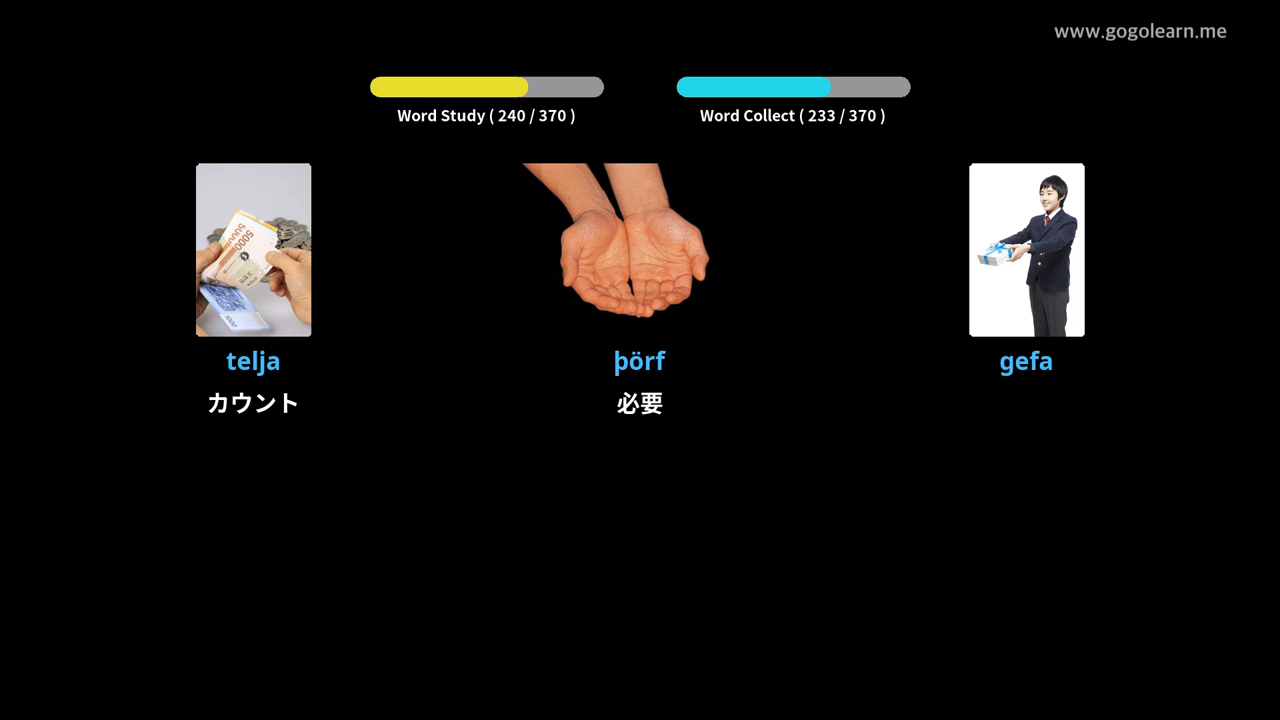 www.gogolearn.me
Word Study ( 240 / 370 )
Word Collect ( 233 / 370 )
telja
カウント
þörf
必要
gefa